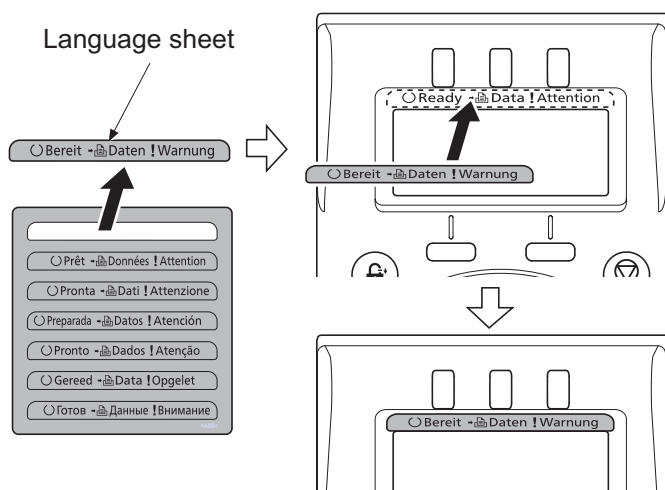 Language sheet
Bereit Daten ! Warnung
Prêt Données ! Attention
Pronta Dati ! Attenzione
Preparada Datos ! Atención
Pronto Dados ! Atenção
Gereed Data ! Opgelet
Готов Данные ! Внимание
Ready Data ! Attention
Bereit Daten ! Warnung
Bereit Daten ! Warnung